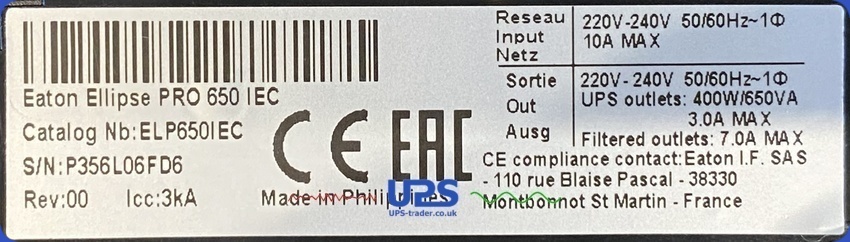 Eaton Ellipse PRO 650 IEC
Catalog Nb:ELP650IEC
S/N:P356L06FD6
Rev:00 Icc:3kA
CE EAC
Made in Philippines
UPS
UPS-trader.co.uk
Reseau
Input
Netz
220V-240V 50/60Hz~1Φ
10A MAX
Sortie
Out
Ausg
220V-240V 50/60Hz~1Φ
UPS outlets: 400W/650VA
3.0A MAX
Filtered outlets: 7.0A MAX
CE compliance contact:Eaton I.F. SAS
- 110 rue Blaise Pascal - 38330
Montbonnot St Martin - France